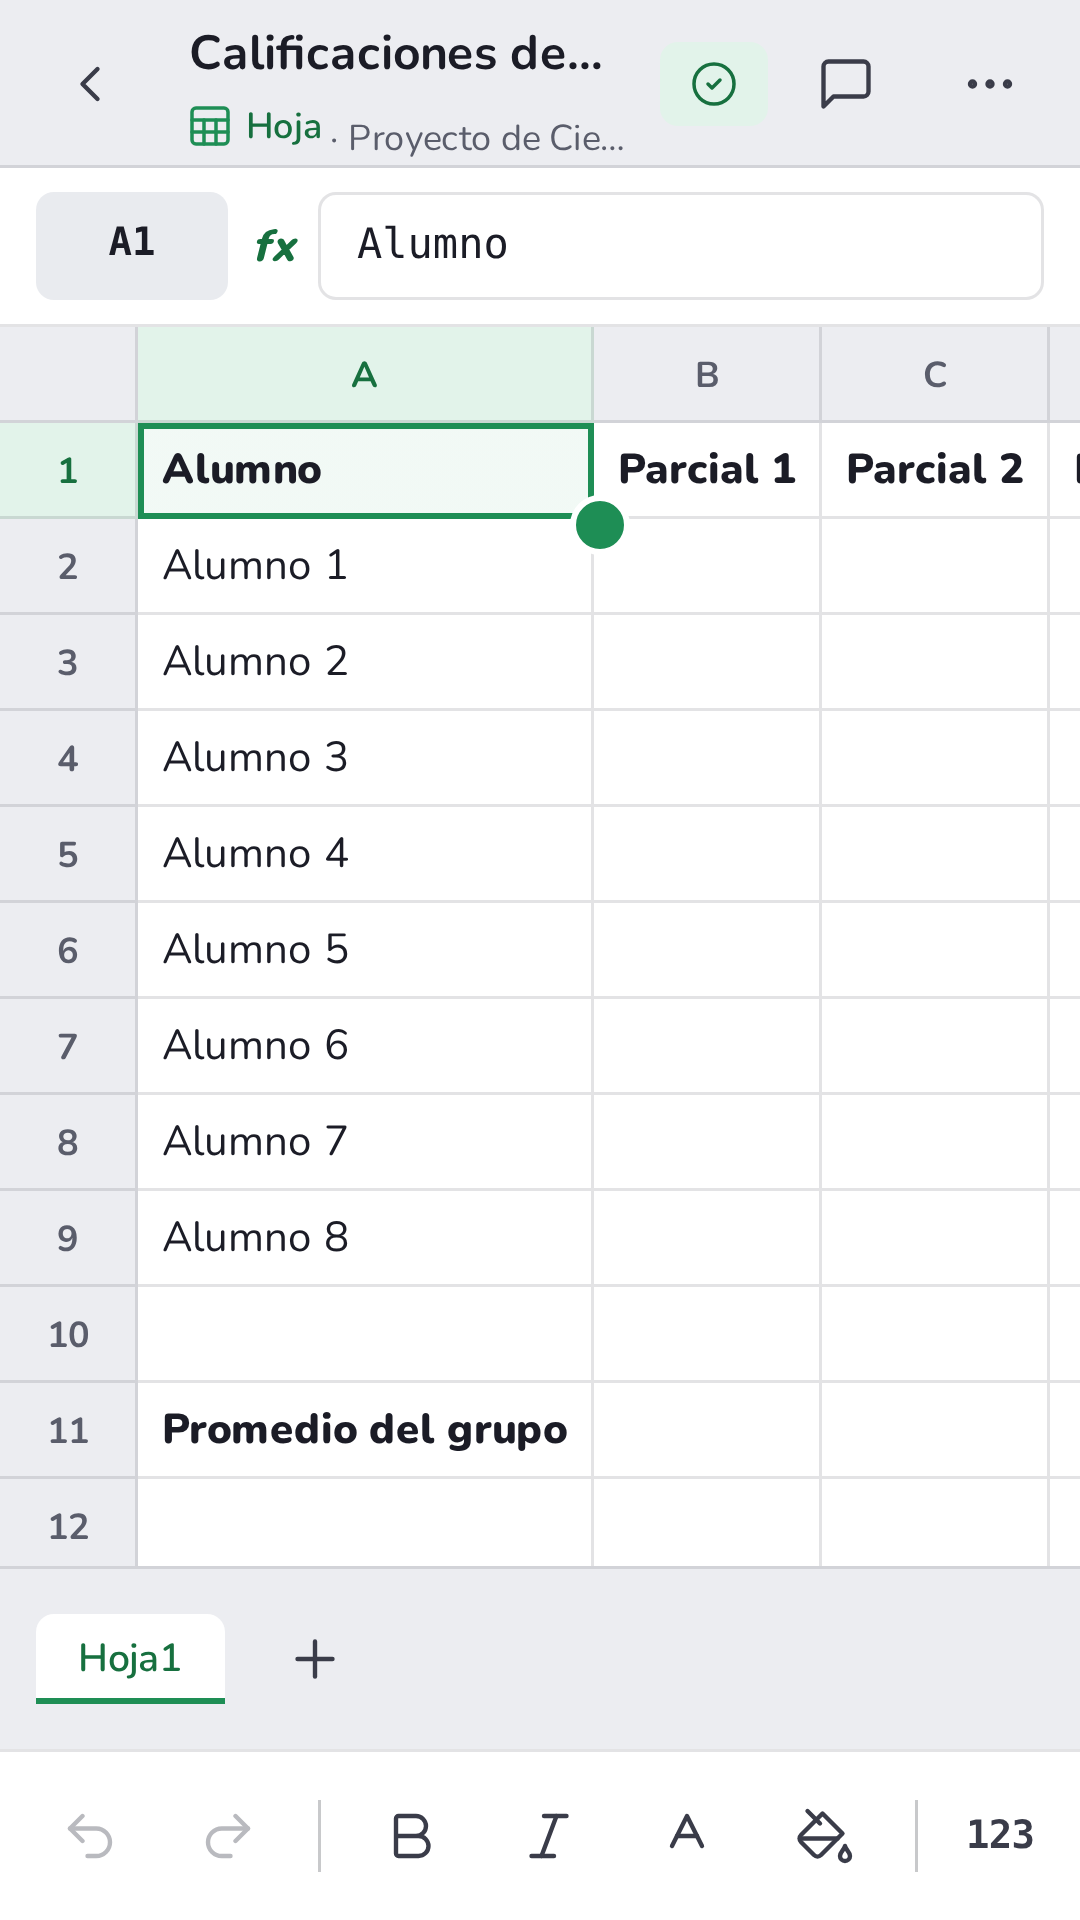 Calificaciones de...
Hoja · Proyecto de Cie...
A1 fx Alumno
A B C
1 Alumno Parcial 1 Parcial 2
2 Alumno 1
3 Alumno 2
4 Alumno 3
5 Alumno 4
6 Alumno 5
7 Alumno 6
8 Alumno 7
9 Alumno 8
10
11 Promedio del grupo
12
Hoja1
B I A 123